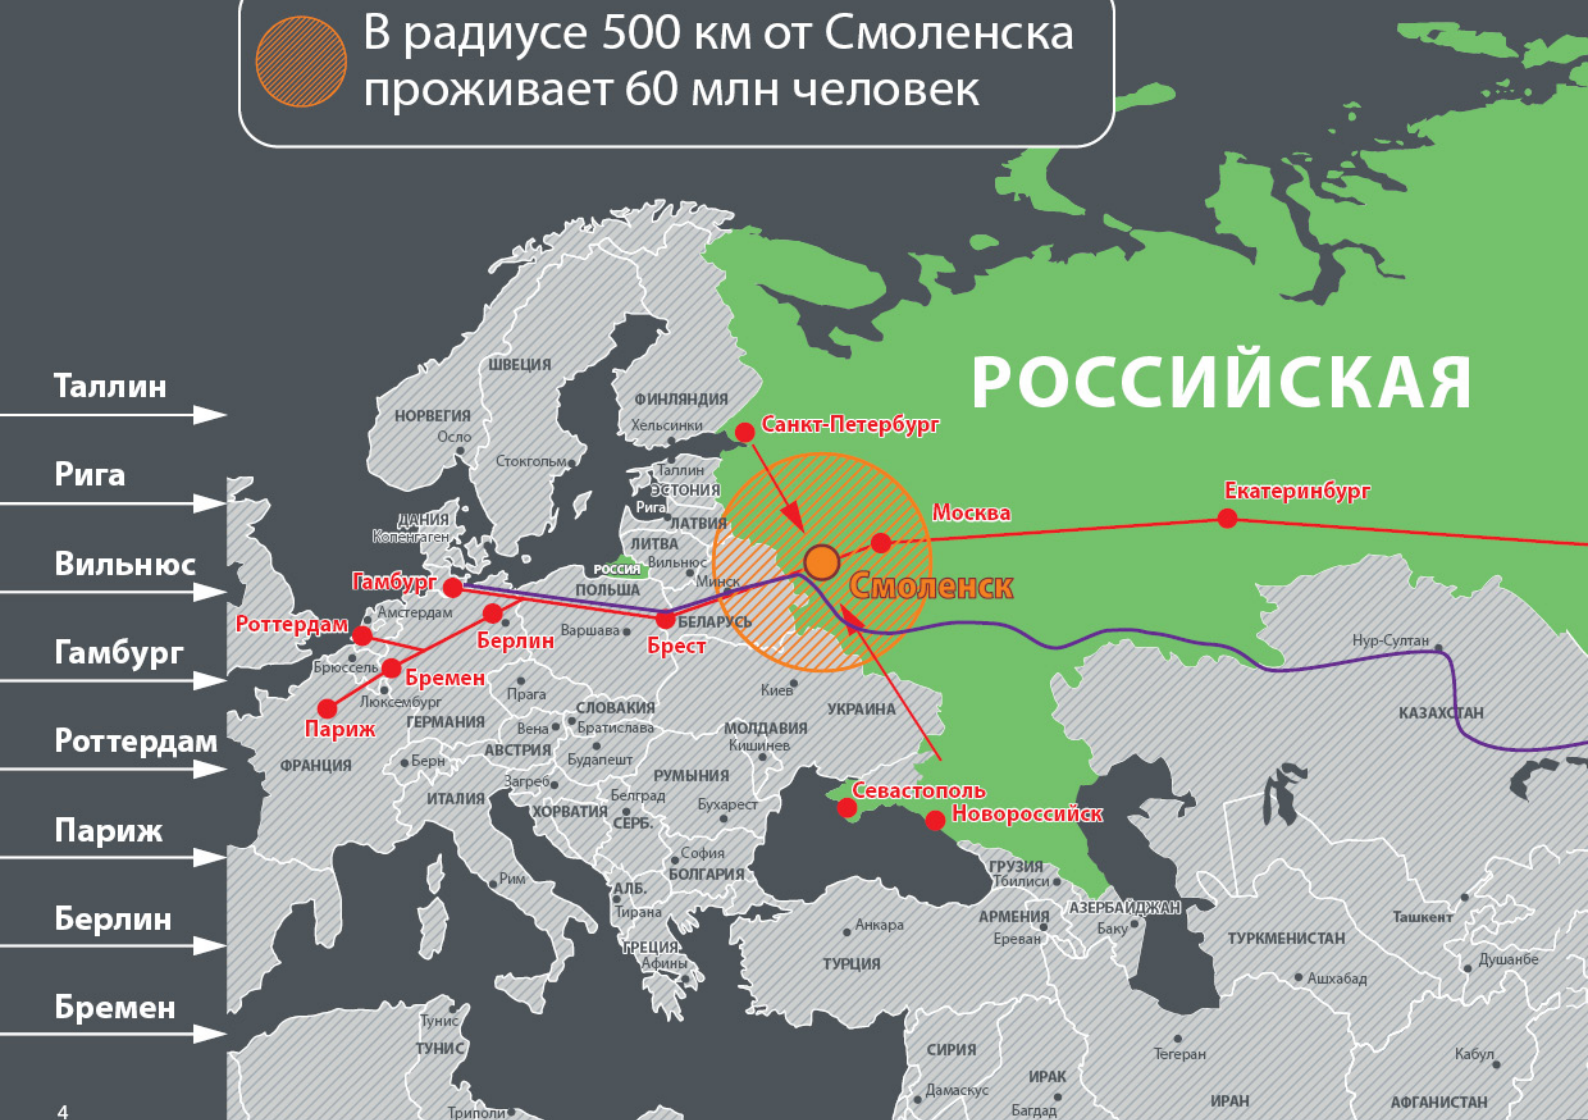 В радиусе 500 км от Смоленска
проживает 60 млн человек
РОССИЙСКАЯ
Таллин
Рига
Вильнюс
Гамбург
Роттердам
Париж
Берлин
Бремен
ШВЕЦИЯ
НОРВЕГИЯ
Осло
Стокгольм
ФИНЛЯНДИЯ
Хельсинки
Санкт-Петербург
Таллин
ЭСТОНИЯ
Рига
ЛАТВИЯ
ДАНИЯ
Копенгаген
ЛИТВА
Вильнюс
РОССИЯ
Минск
Москва
Екатеринбург
Смоленск
Гамбург
ПОЛЬША
Амстердам
Роттердам
Берлин
Варшава
Брест
БЕЛАРУСЬ
Брюссель
Бремен
Люксембург
Париж
Прага
Киев
УКРАИНА
Нур-Султан
КАЗАХСТАН
ГЕРМАНИЯ
СЛОВАКИЯ
Вена
Братислава
МОЛДАВИЯ
Кишинев
ФРАНЦИЯ
Берн
АВСТРИЯ
Будапешт
Загреб
РУМЫНИЯ
ИТАЛИЯ
ХОРВАТИЯ
Белград
СЕРБ.
Бухарест
Севастополь
Новороссийск
София
БОЛГАРИЯ
Рим
АЛБ.
Тирана
ГРЕЦИЯ
Афины
Анкара
ТУРЦИЯ
ГРУЗИЯ
Тбилиси
АРМЕНИЯ
Ереван
АЗЕРБАЙДЖАН
Баку
Ташкент
ТУРКМЕНИСТАН
Ашхабад
Душанбе
Тунис
ТУНИС
Триполи
СИРИЯ
Дамаскус
ИРАК
Багдад
Тегеран
ИРАН
Кабул
АФГАНИСТАН
4